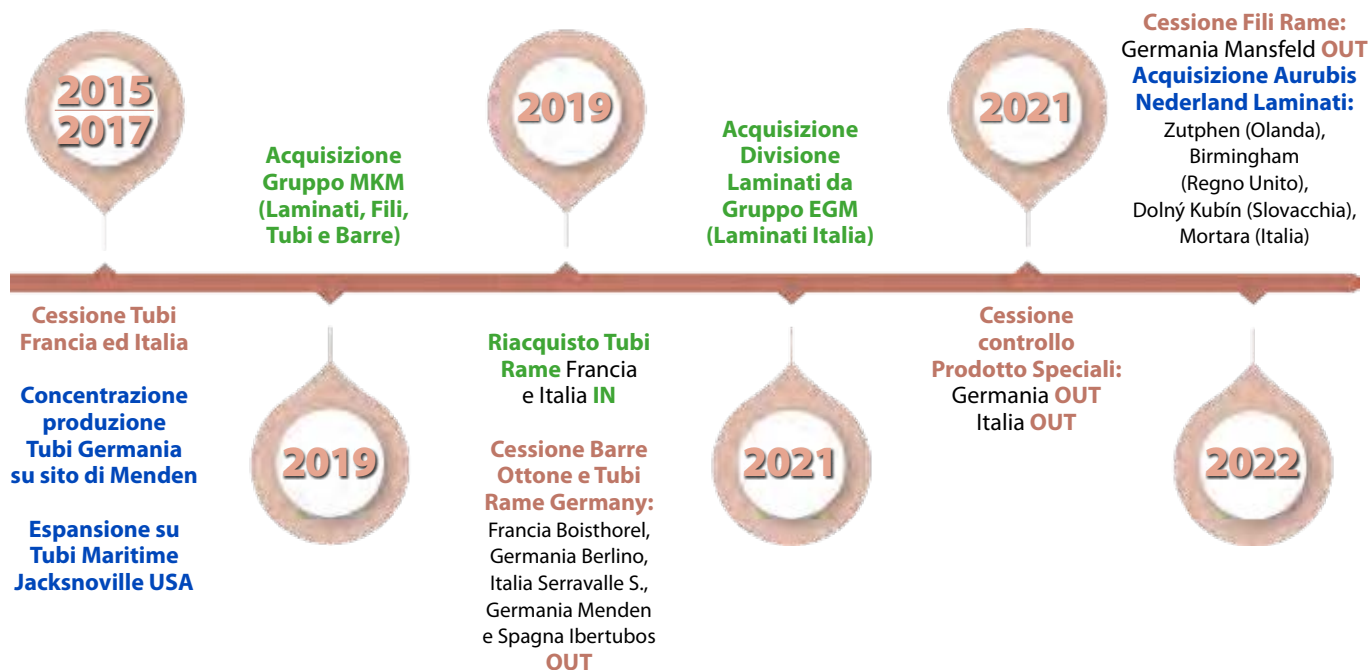 2015
2017
Cessione Tubi
Francia ed Italia
Concentrazione
produzione
Tubi Germania
su sito di Menden
Espansione su
Tubi Maritime
Jacksnoville USA
Acquisizione
Gruppo MKM
(Laminati, Fili,
Tubi e Barre)
2019
2019
Riacquisto Tubi
Rame Francia
e Italia IN
Cessione Barre
Ottone e Tubi
Rame Germany:
Francia Boisthorel,
Germania Berlino,
Italia Serravalle S.,
Germania Menden
e Spagna Ibertubos
OUT
Acquisizione
Divisione
Laminati da
Gruppo EGM
(Laminati Italia)
2021
2021
Cessione
controllo
Prodotto Speciali:
Germania OUT
Italia OUT
Cessione Fili Rame:
Germania Mansfeld OUT
Acquisizione Aurubis
Nederland Laminati:
Zutphen (Olanda),
Birmingham
(Regno Unito),
Dolný Kubín (Slovacchia),
Mortara (Italia)
2022